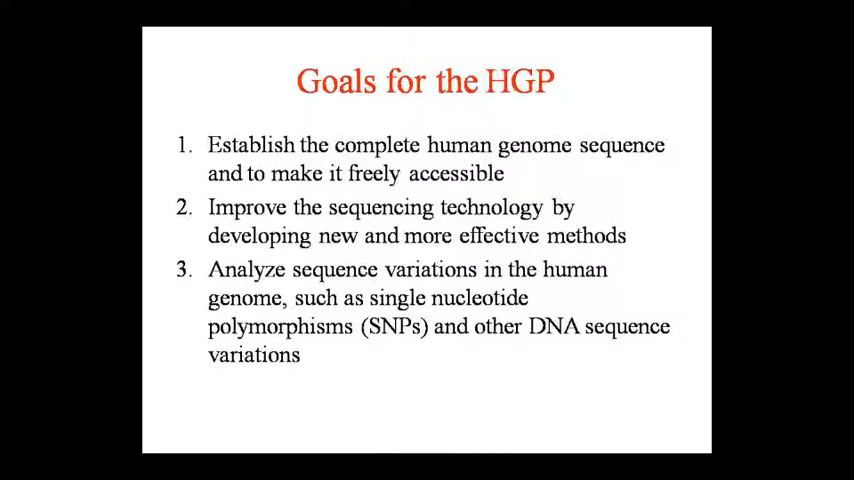 Goals for the HGP
1. Establish the complete human genome sequence
and to make it freely accessible
2. Improve the sequencing technology by
developing new and more effective methods
3. Analyze sequence variations in the human
genome, such as single nucleotide
polymorphisms (SNPs) and other DNA sequence
variations